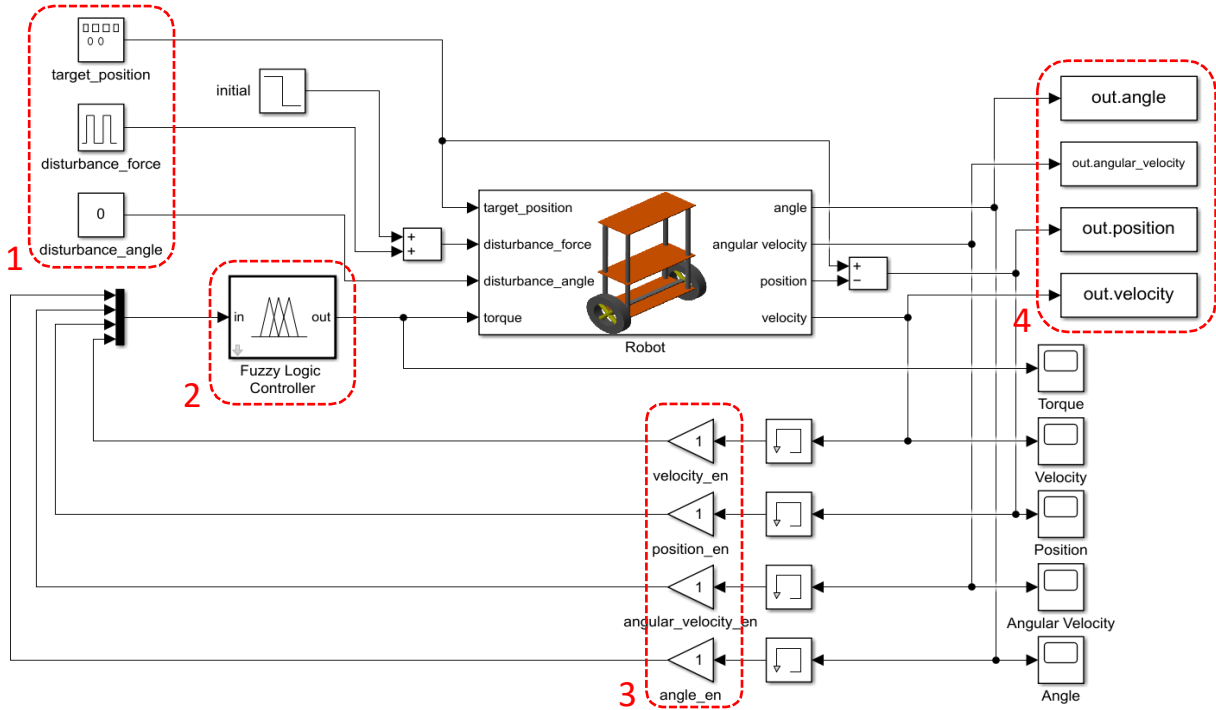 0 0
target_position
initial
disturbance_force
0
disturbance_angle
1
target_position
disturbance_force
disturbance_angle
torque
angle
angular velocity
position
velocity
Robot
+
+
+
−
in
out
Fuzzy Logic
Controller
2
out.angle
out.angular_velocity
out.position
out.velocity
4
Torque
1
velocity_en
Velocity
1
position_en
Position
1
angular_velocity_en
Angular Velocity
1
angle_en
Angle
3